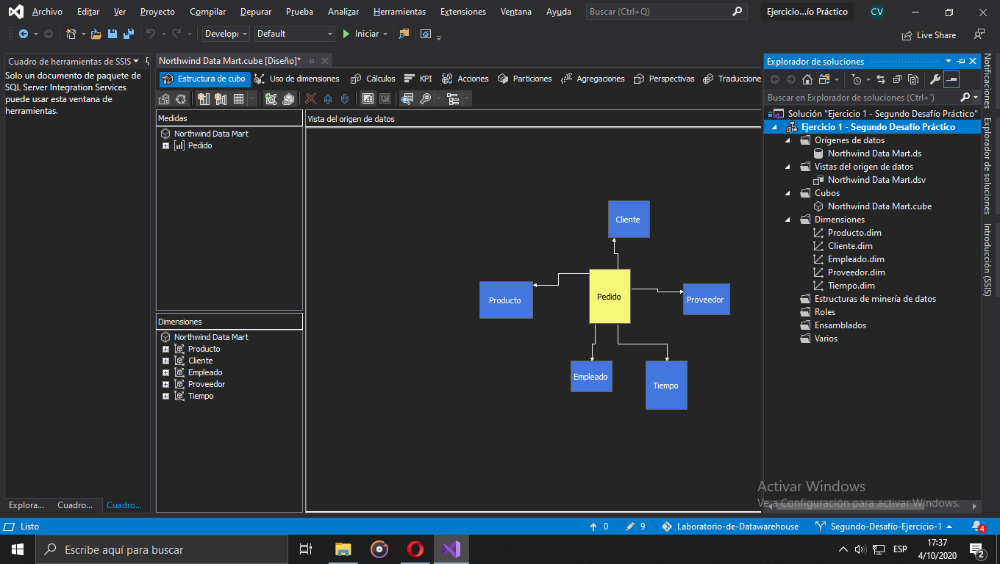 Archivo Editar Ver Proyecto Compilar Depurar Prueba Analizar Herramientas Extensiones Ventana Ayuda Buscar (Ctrl+Q) Ejercicio...ío Práctico CV
Developı Default Iniciar Live Share
Cuadro de herramientas de SSIS
Solo un documento de paquete de
SQL Server Integration Services
puede usar esta ventana de
herramientas.
Explora... Cuadro... Cuadro...
Northwind Data Mart.cube [Diseño]*
Estructura de cubo Uso de dimensiones Cálculos KPI Acciones Particiones Agregaciones Perspectivas Traduccione
Medidas
Northwind Data Mart
Pedido
Dimensiones
Northwind Data Mart
Producto
Cliente
Empleado
Proveedor
Tiempo
Vista del origen de datos
Cliente
Pedido
Producto
Proveedor
Empleado
Tiempo
Explorador de soluciones
Buscar en Explorador de soluciones (Ctrl+´)
Solución "Ejercicio 1 - Segundo Desafío Práctico"
Ejercicio 1 - Segundo Desafío Práctico
Orígenes de datos
Northwind Data Mart.ds
Vistas del origen de datos
Northwind Data Mart.dsv
Cubos
Northwind Data Mart.cube
Dimensiones
Producto.dim
Cliente.dim
Empleado.dim
Proveedor.dim
Tiempo.dim
Estructuras de minería de datos
Roles
Ensamblados
Varios
Notificaciones
Explorador de soluciones
Introducción (SSIS)
Activar Windows
Ve a Configuración para activar Windows.
Listo 0 9 Laboratorio-de-Datawarehouse Segundo-Desafío-Ejercicio-1 4
Escribe aquí para buscar
ESP
17:37
4/10/2020
2